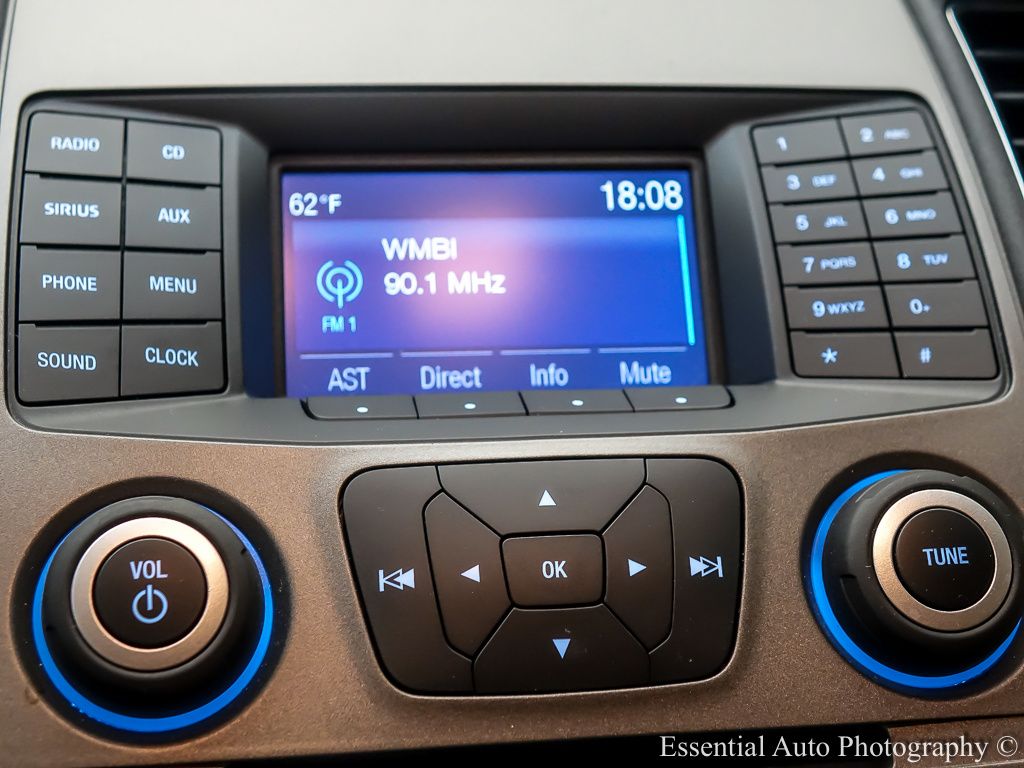 RADIO CD
SIRIUS AUX
PHONE MENU
SOUND CLOCK
62°F 18:08
WMBI
90.1 MHz
FM 1
AST Direct Info Mute
1 2 ABC
3 DEF 4 GHI
5 JKL 6 MNO
7 PQRS 8 TUV
9 WXYZ 0+
* #
VOL
OK
TUNE
Essential Auto Photography ©